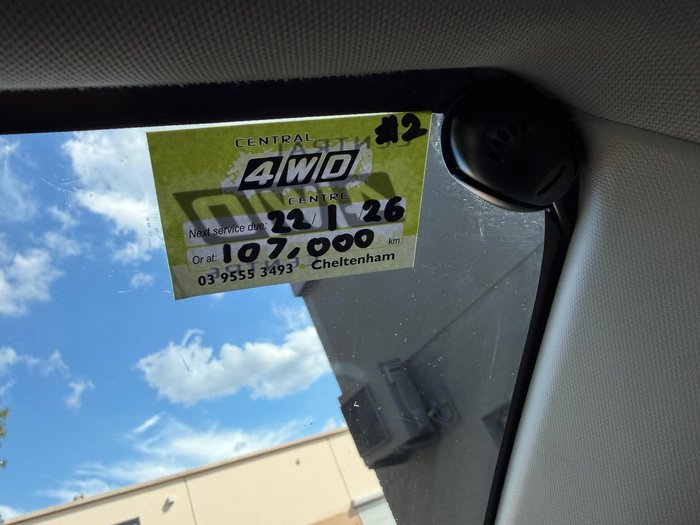 #2
CENTRAL
4WD
CENTRE
Next service due: 22 / 1 / 26
Or at: 107,000 km
03 9555 3493 Cheltenham